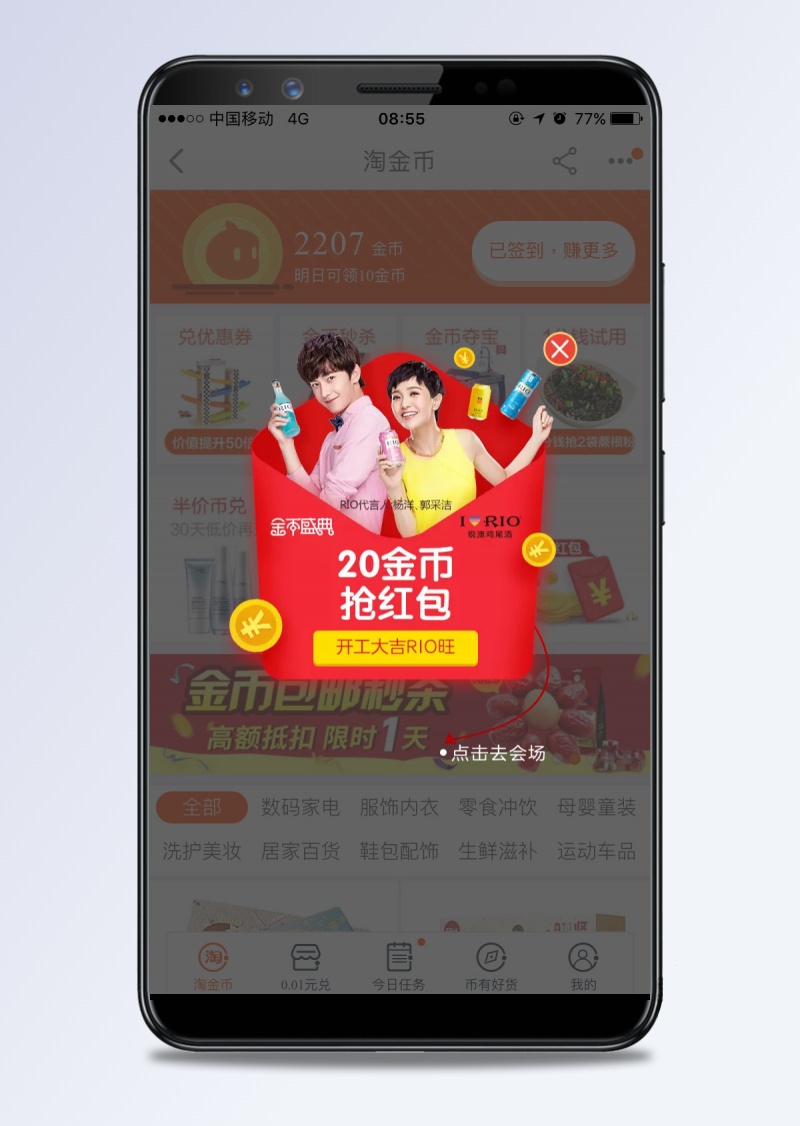 中国移动 4G 08:55 77%
淘金币
2207 金币
明日可领10金币
已签到，赚更多
兑优惠券 金币秒杀 金币夺宝 1分钱试用
价值提升50倍
分钱抢2袋蕨根粉
RIO代言人:杨洋、郭采洁
金币盛典
RIO
锐澳鸡尾酒
半价币兑
30天低价再
红包
20金币
抢红包
开工大吉RIO旺
金币包邮秒杀
高额抵扣 限时1天
点击去会场
全部 数码家电 服饰内衣 零食冲饮 母婴童装
洗护美妆 居家百货 鞋包配饰 生鲜滋补 运动车品
淘
淘金币 0.01元兑 今日任务 币有好货 我的